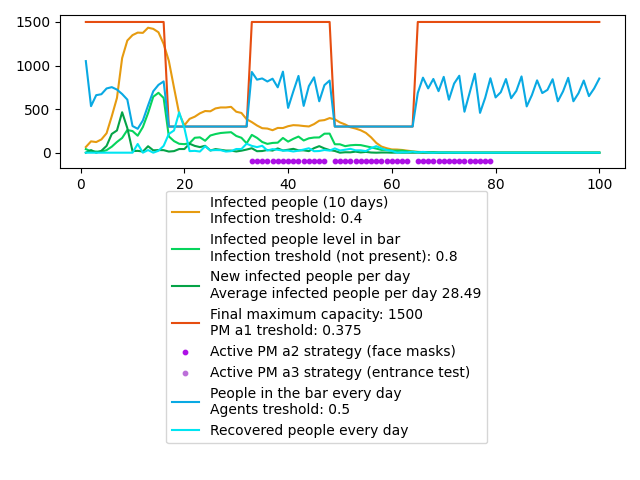 1500
1000
500
0
0 20 40 60 80 100
Infected people (10 days)
Infection treshold: 0.4
Infected people level in bar
Infection treshold (not present): 0.8
New infected people per day
Average infected people per day 28.49
Final maximum capacity: 1500
PM a1 treshold: 0.375
Active PM a2 strategy (face masks)
Active PM a3 strategy (entrance test)
People in the bar every day
Agents treshold: 0.5
Recovered people every day